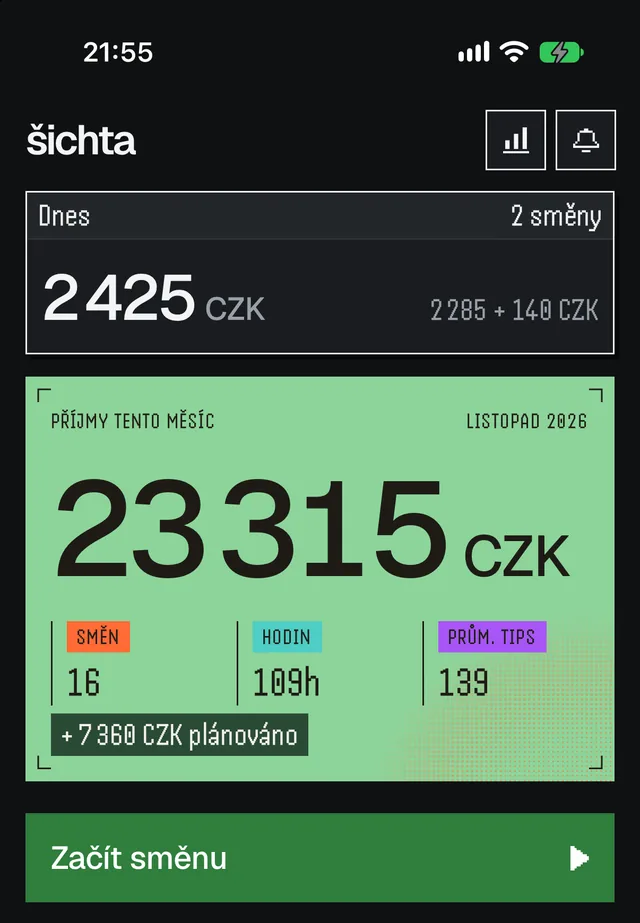 21:55
šichta
Dnes 2 směny
2 425 CZK 2 285 + 140 CZK
PŘÍJMY TENTO MĚSÍC LISTOPAD 2026
23 315 CZK
SMĚN HODIN PRŮM. TIPS
16 109h 139
+ 7 360 CZK plánováno
Začít směnu